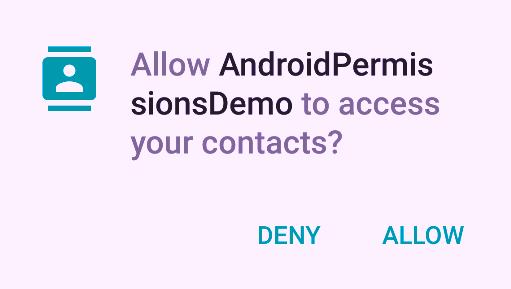 Allow AndroidPermis
sionsDemo to access
your contacts?
DENY ALLOW